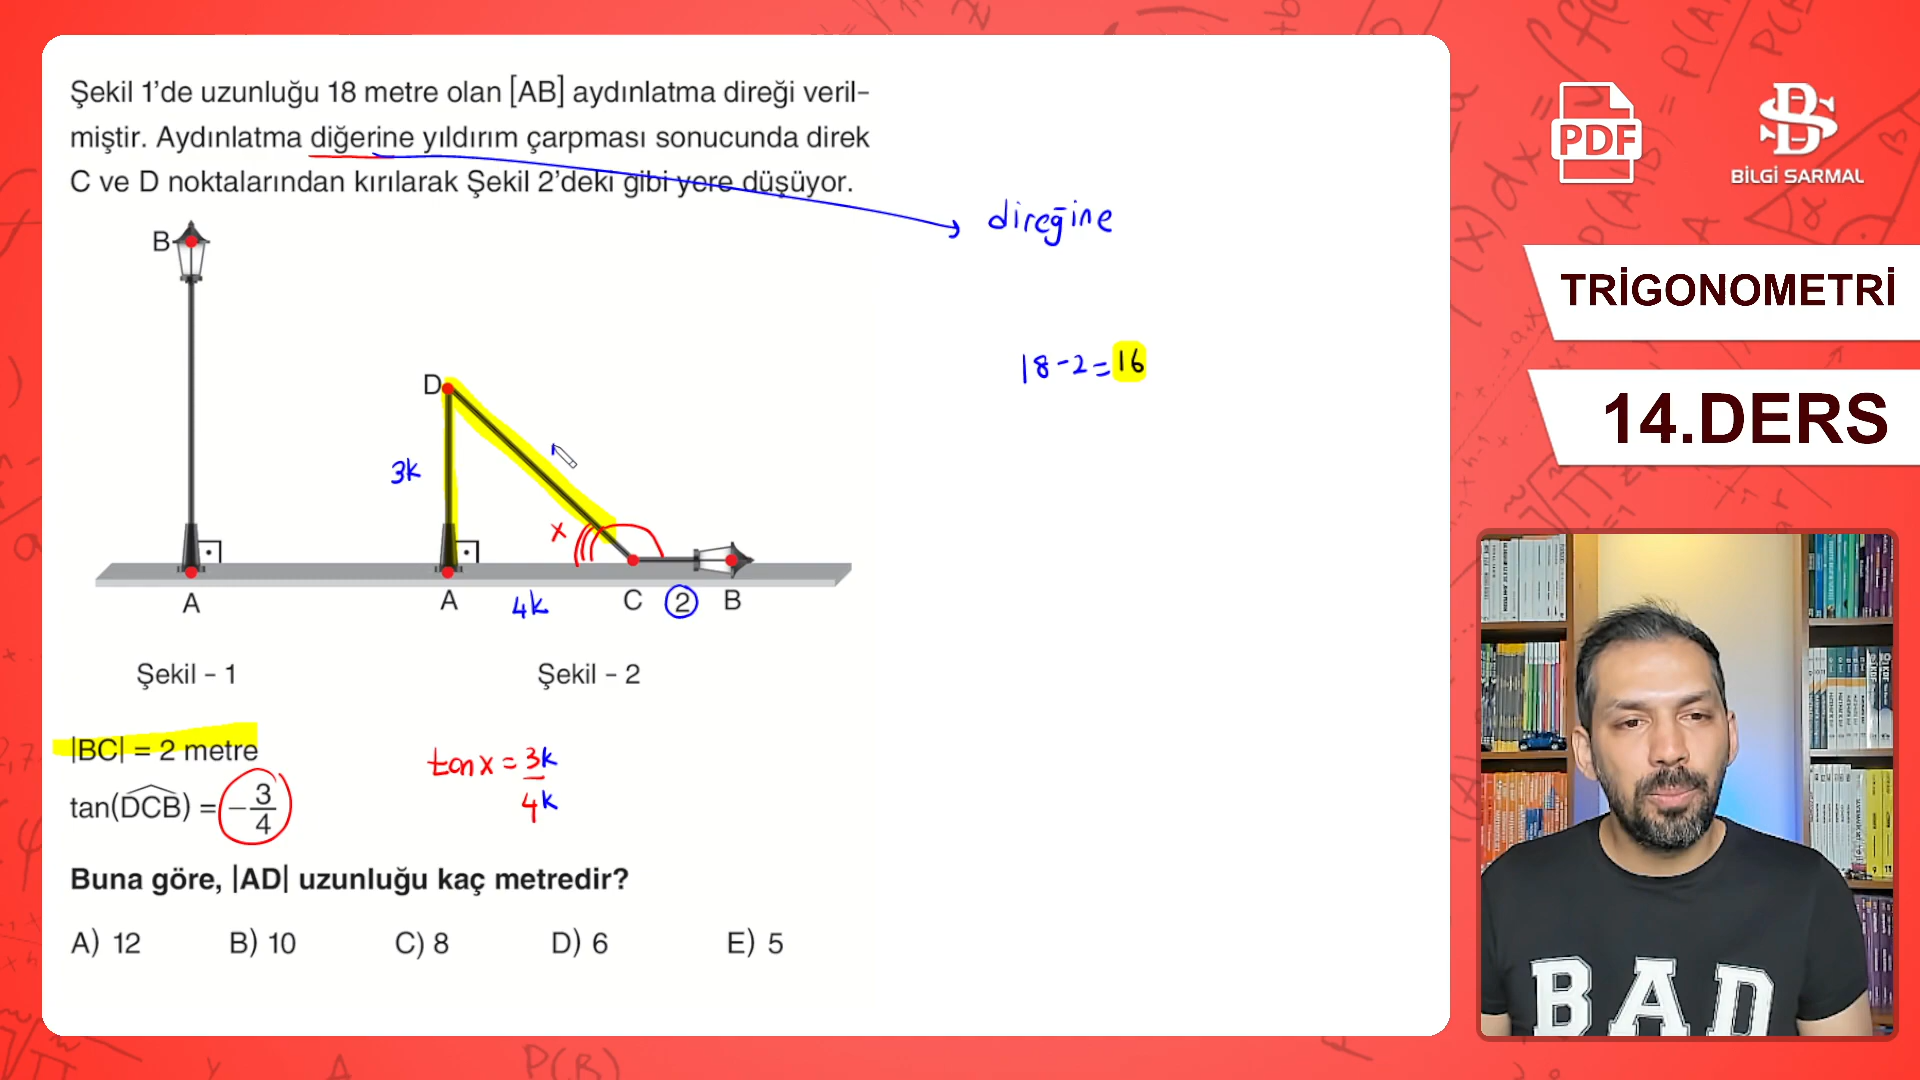 Şekil 1’de uzunluğu 18 metre olan [AB] aydınlatma direği veril-
miştir. Aydınlatma diğerine yıldırım çarpması sonucunda direk
C ve D noktalarından kırılarak Şekil 2’deki gibi yere düşüyor.
direğine
B
18-2=16
D
3k
x
A
A
4k
C
2
B
Şekil - 1
Şekil - 2
|BC| = 2 metre
tan(DCB) = -3/4
tanx = 3k/4k
Buna göre, |AD| uzunluğu kaç metredir?
A) 12 B) 10 C) 8 D) 6 E) 5
PDF
BS
BİLGİ SARMAL
TRİGONOMETRİ
14.DERS
BAD
P(B)